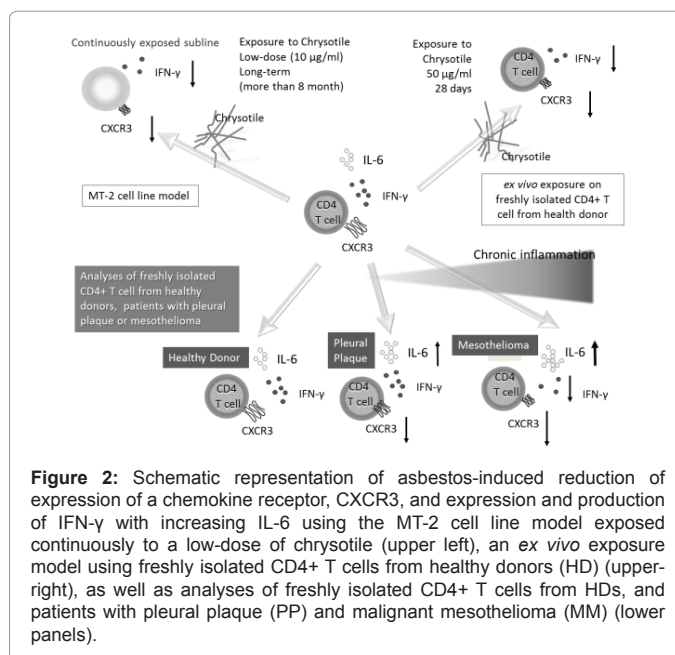 Continuously exposed subline
IFN-γ
CXCR3
Exposure to Chrysotile
Low-dose (10 μg/ml)
Long-term
(more than 8 month)
Chrysotile
MT-2 cell line model
Exposure to
Chrysotile
50 μg/ml
28 days
CD4
T cell
IFN-γ
CXCR3
Chrysotile
ex vivo exposure on
freshly isolated CD4+ T
cell from health donor
IL-6
IFN-γ
CD4
T cell
CXCR3
Chronic inflammation
Analyses of freshly isolated
CD4+ T cell from healthy
donors, patients with pleural
plaque or mesothelioma
Healthy Donor
IL-6
CD4
T cell
IFN-γ
CXCR3
Pleural
Plaque
IL-6
CD4
T cell
IFN-γ
CXCR3
Mesothelioma
IL-6
CD4
T cell
IFN-γ
CXCR3
Figure 2: Schematic representation of asbestos-induced reduction of
expression of a chemokine receptor, CXCR3, and expression and production
of IFN-γ with increasing IL-6 using the MT-2 cell line model exposed
continuously to a low-dose of chrysotile (upper left), an ex vivo exposure
model using freshly isolated CD4+ T cells from healthy donors (HD) (upper-
right), as well as analyses of freshly isolated CD4+ T cells from HDs, and
patients with pleural plaque (PP) and malignant mesothelioma (MM) (lower
panels).